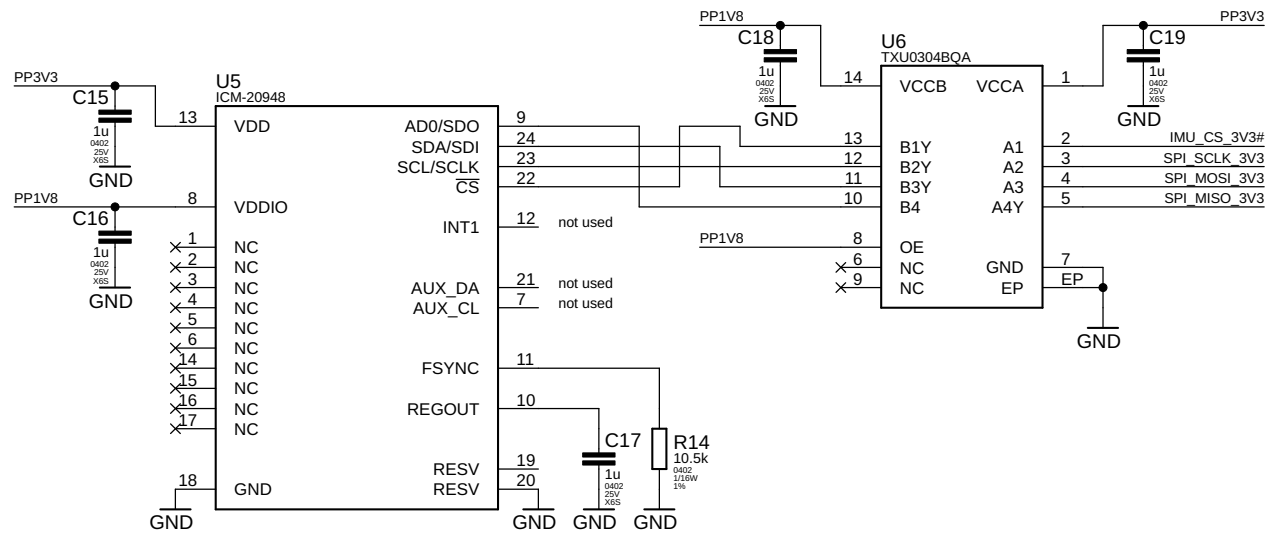 PP3V3
C15
1u
0402
25V
X6S
GND
PP1V8
C16
1u
0402
25V
X6S
GND
U5
ICM-20948
13 VDD
8 VDDIO
1 NC
2 NC
3 NC
4 NC
5 NC
6 NC
14 NC
15 NC
16 NC
17 NC
18 GND
GND
AD0/SDO 9
SDA/SDI 24
SCL/SCLK 23
CS 22
INT1 12 not used
AUX_DA 21 not used
AUX_CL 7 not used
FSYNC 11
REGOUT 10
RESV 19
RESV 20
GND
C17
1u
0402
25V
X6S
GND
R14
10.5k
0402
1/16W
1%
GND
PP1V8
C18
1u
0402
25V
X6S
GND
U6
TXU0304BQA
14 VCCB
13 B1Y
12 B2Y
11 B3Y
10 B4
PP1V8 8 OE
6 NC
9 NC
VCCA 1
A1 2 IMU_CS_3V3#
A2 3 SPI_SCLK_3V3
A3 4 SPI_MOSI_3V3
A4Y 5 SPI_MISO_3V3
GND 7
EP EP
GND
PP3V3
C19
1u
0402
25V
X6S
GND